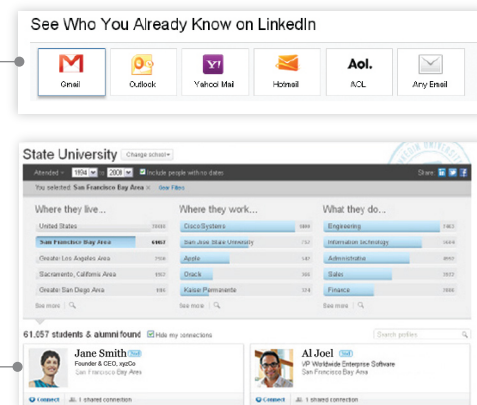 See Who You Already Know on LinkedIn
Gmail
Outlook
Yahoo! Mail
Hotmail
Aol.
AOL
Any Email
State University Change school
Attended 1994 to 2008 Include people with no dates Share
You selected: San Francisco Bay Area × Clear Filters
Where they live... Where they work... What they do...
United States Cisco Systems Engineering
San Francisco Bay Area San Jose State University Information technology
Greater Los Angeles Area Apple Administrative
Sacramento, California Area Oracle Sales
Greater San Diego Area Kaiser Permanente Finance
See more See more See more
61,057 students & alumni found Hide my connections Search profiles
Jane Smith Al Joel
Founder & CEO, xyzCo VP Worldwide Enterprise Software
San Francisco Bay Area San Francisco Bay Area
Connect 1 shared connection Connect 1 shared connection